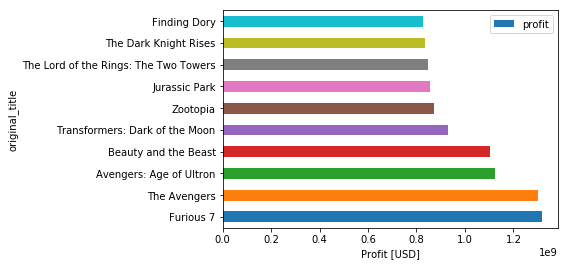 profit
Finding Dory
The Dark Knight Rises
The Lord of the Rings: The Two Towers
Jurassic Park
Zootopia
Transformers: Dark of the Moon
Beauty and the Beast
Avengers: Age of Ultron
The Avengers
Furious 7
original_title
0.0 0.2 0.4 0.6 0.8 1.0 1.2
1e9
Profit [USD]